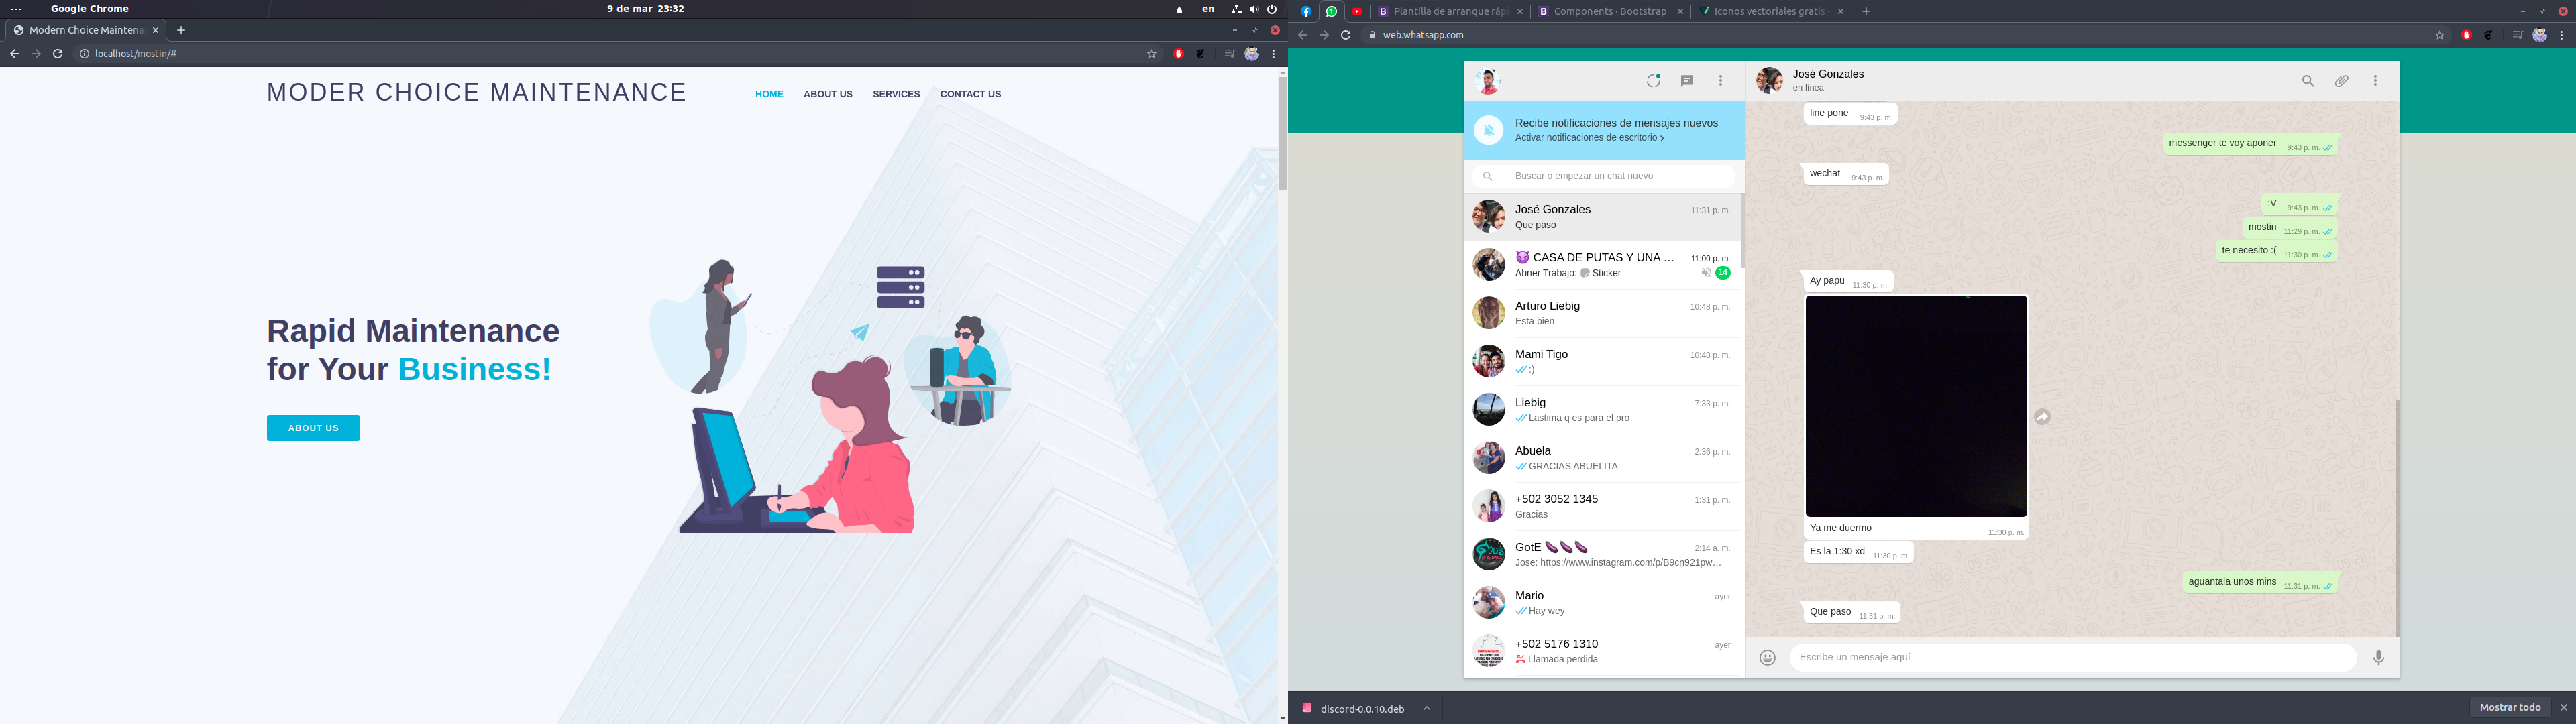 Google Chrome
9 de mar 23:32
en
Modern Choice Maintena
localhost/mostin/#
MODER CHOICE MAINTENANCE
HOME
ABOUT US
SERVICES
CONTACT US
Rapid Maintenance
for Your Business!
ABOUT US
Plantilla de arranque rápi
Components · Bootstrap
Iconos vectoriales gratis -
web.whatsapp.com
Recibe notificaciones de mensajes nuevos
Activar notificaciones de escritorio >
Buscar o empezar un chat nuevo
José Gonzales 11:31 p. m.
Que paso
😈 CASA DE PUTAS Y UNA … 11:00 p. m.
Abner Trabajo: Sticker 14
Arturo Liebig 10:48 p. m.
Esta bien
Mami Tigo 10:48 p. m.
:)
Liebig 7:33 p. m.
Lastima q es para el pro
Abuela 2:36 p. m.
GRACIAS ABUELITA
+502 3052 1345 1:31 p. m.
Gracias
GotE 🍆🍆🍆 2:14 a. m.
Jose: https://www.instagram.com/p/B9cn921pw…
Mario ayer
Hay wey
+502 5176 1310 ayer
Llamada perdida
José Gonzales
en línea
line pone 9:43 p. m.
messenger te voy aponer 9:43 p. m.
wechat 9:43 p. m.
:V 9:43 p. m.
mostin 11:29 p. m.
te necesito :( 11:30 p. m.
Ay papu 11:30 p. m.
Ya me duermo 11:30 p. m.
Es la 1:30 xd 11:30 p. m.
aguantala unos mins 11:31 p. m.
Que paso 11:31 p. m.
Escribe un mensaje aquí
discord-0.0.10.deb
Mostrar todo